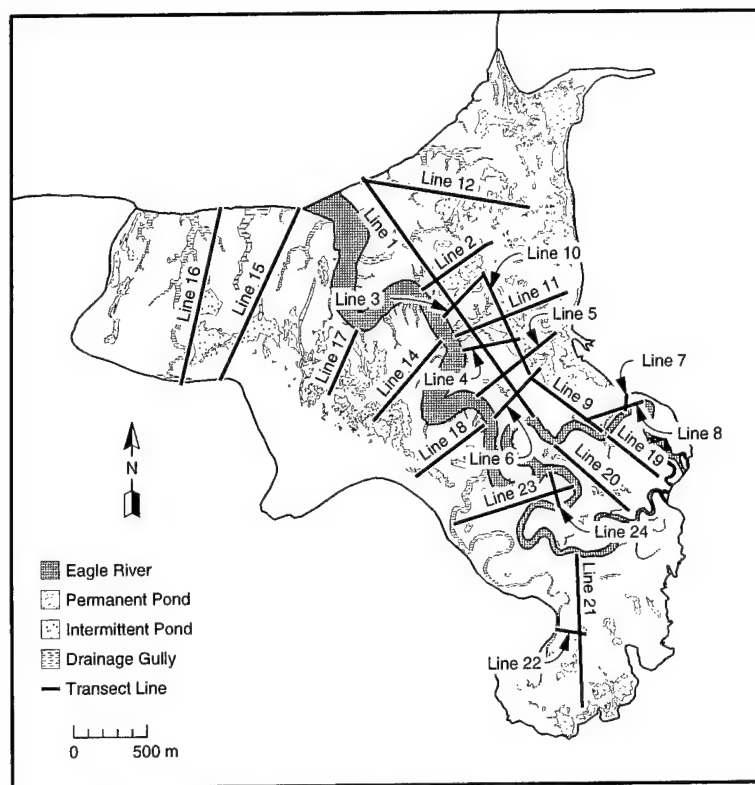 Line 12
Line 1
Line 2
Line 10
Line 16
Line 15
Line 3
Line 11
Line 5
Line 17
Line 14
Line 4
Line 7
Line 9
Line 8
Line 18
Line 6
Line 19
Line 20
Line 23
Line 24
Line 21
Line 22
N
Eagle River
Permanent Pond
Intermittent Pond
Drainage Gully
Transect Line
0 500 m